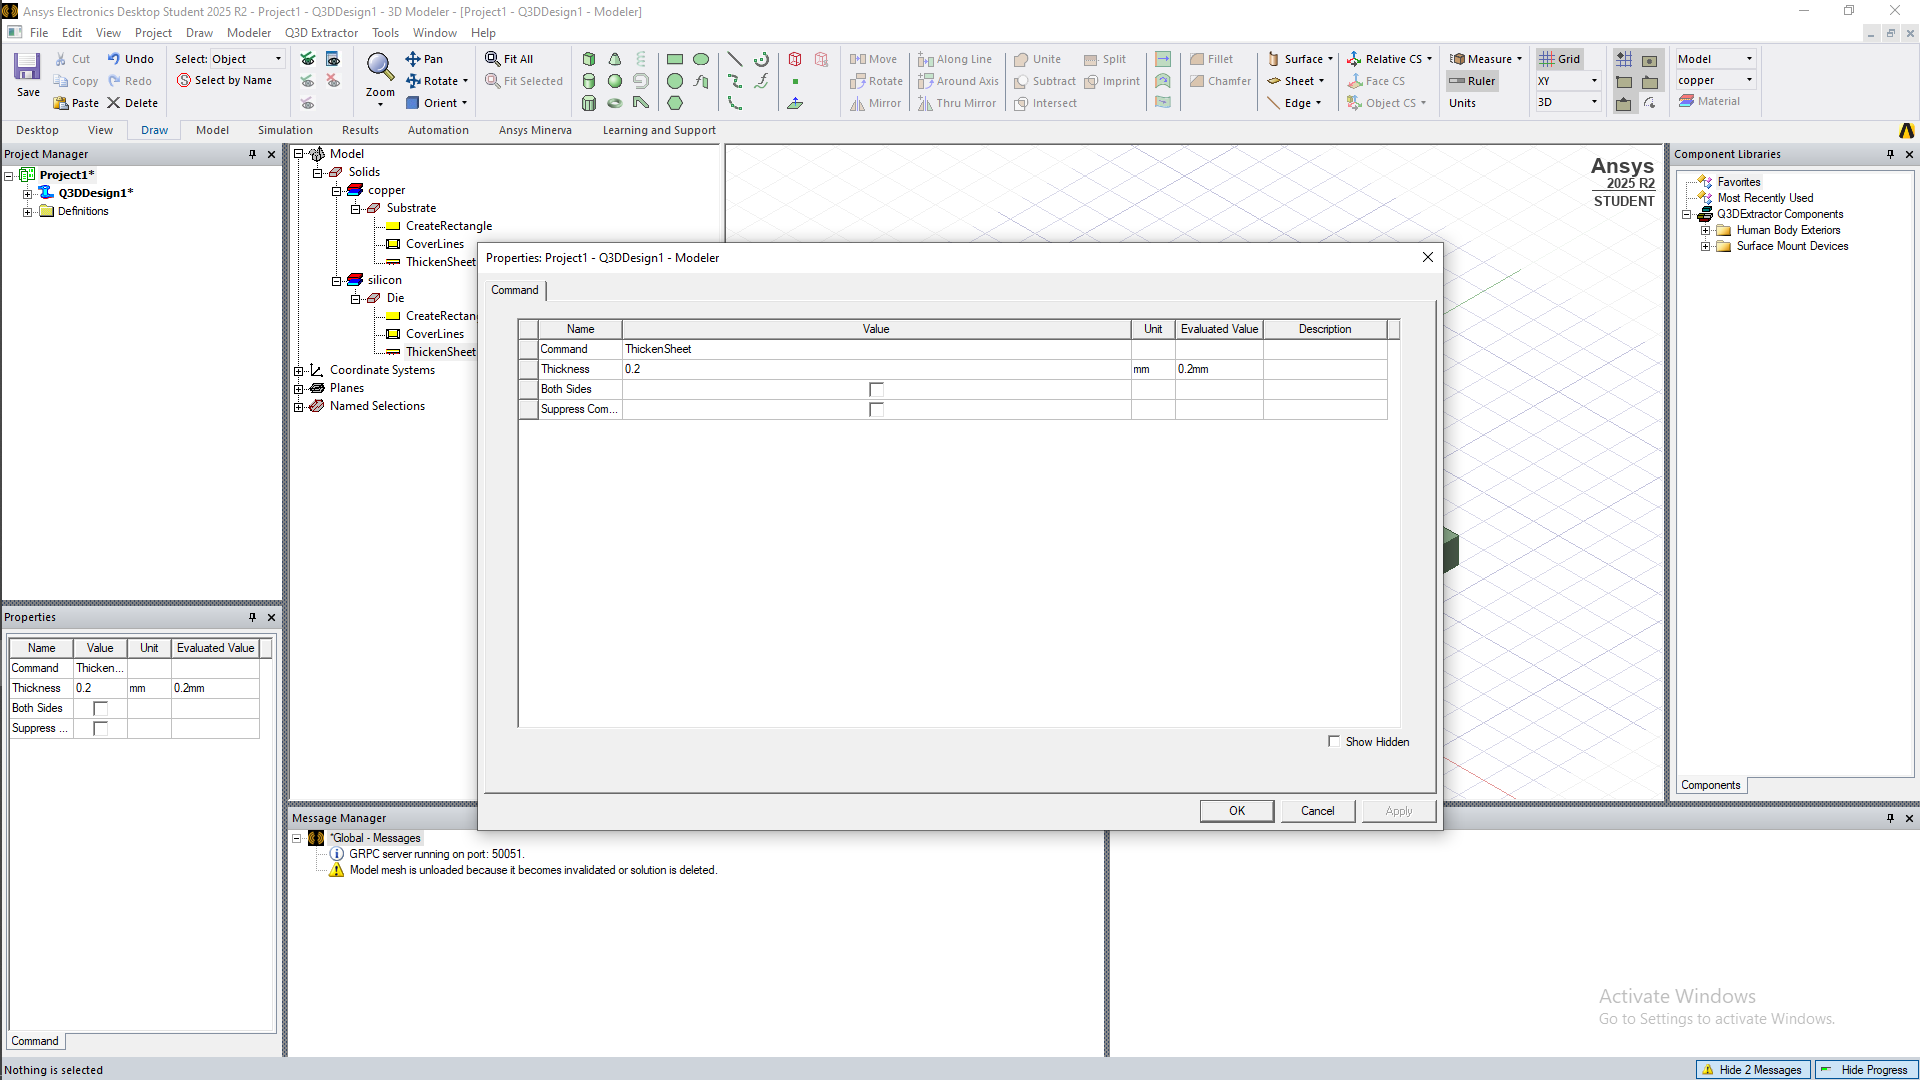 Ansys Electronics Desktop Student 2025 R2 - Project1 - Q3DDesign1 - 3D Modeler - [Project1 - Q3DDesign1 - Modeler]
File Edit View Project Draw Modeler Q3D Extractor Tools Window Help
Save
Cut
Copy
Paste
Undo
Redo
Delete
Select: Object
Select by Name
Zoom
Pan
Rotate
Orient
Fit All
Fit Selected
Move
Rotate
Mirror
Along Line
Around Axis
Thru Mirror
Unite
Subtract
Intersect
Split
Imprint
Fillet
Chamfer
Surface
Sheet
Edge
Relative CS
Face CS
Object CS
Measure
Ruler
Units
Grid
XY
3D
Model
copper
Material
Desktop View Draw Model Simulation Results Automation Ansys Minerva Learning and Support
Project Manager
Project1*
Q3DDesign1*
Definitions
Model
Solids
copper
Substrate
CreateRectangle
CoverLines
ThickenSheet
silicon
Die
CreateRectan
CoverLines
ThickenSheet
Coordinate Systems
Planes
Named Selections
Ansys
2025 R2
STUDENT
Component Libraries
Favorites
Most Recently Used
Q3DExtractor Components
Human Body Exteriors
Surface Mount Devices
Components
Properties: Project1 - Q3DDesign1 - Modeler
Command
Name Value Unit Evaluated Value Description
Command ThickenSheet
Thickness 0.2 mm 0.2mm
Both Sides
Suppress Com...
Show Hidden
OK Cancel Apply
Properties
Name Value Unit Evaluated Value
Command Thicken...
Thickness 0.2 mm 0.2mm
Both Sides
Suppress ...
Command
Message Manager
*Global - Messages
GRPC server running on port: 50051.
Model mesh is unloaded because it becomes invalidated or solution is deleted.
Activate Windows
Go to Settings to activate Windows.
Nothing is selected
Hide 2 Messages
Hide Progress